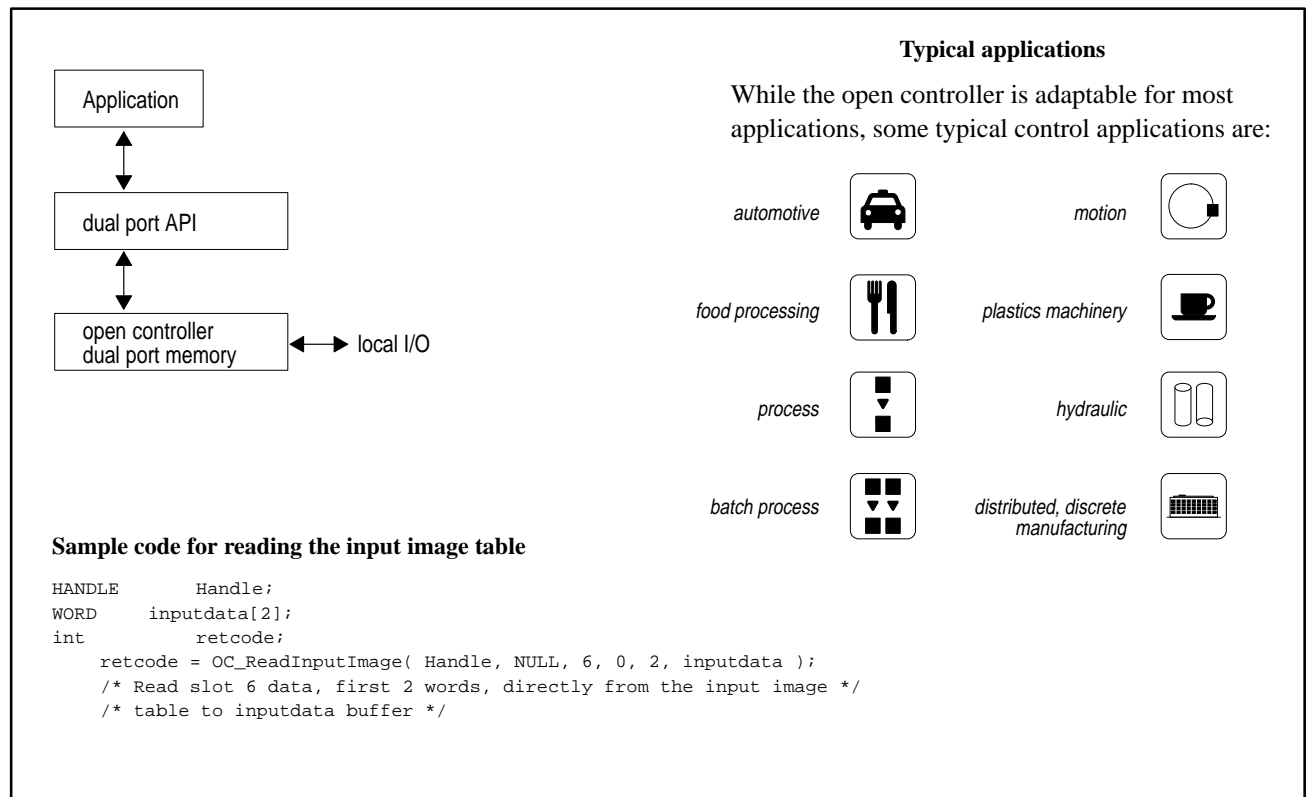 Application
dual port API
open controller
dual port memory
local I/O
Typical applications
While the open controller is adaptable for most
applications, some typical control applications are:
automotive
motion
food processing
plastics machinery
process
hydraulic
batch process
distributed, discrete
manufacturing
Sample code for reading the input image table
HANDLE Handle;
WORD inputdata[2];
int retcode;
retcode = OC_ReadInputImage( Handle, NULL, 6, 0, 2, inputdata );
/* Read slot 6 data, first 2 words, directly from the input image */
/* table to inputdata buffer */